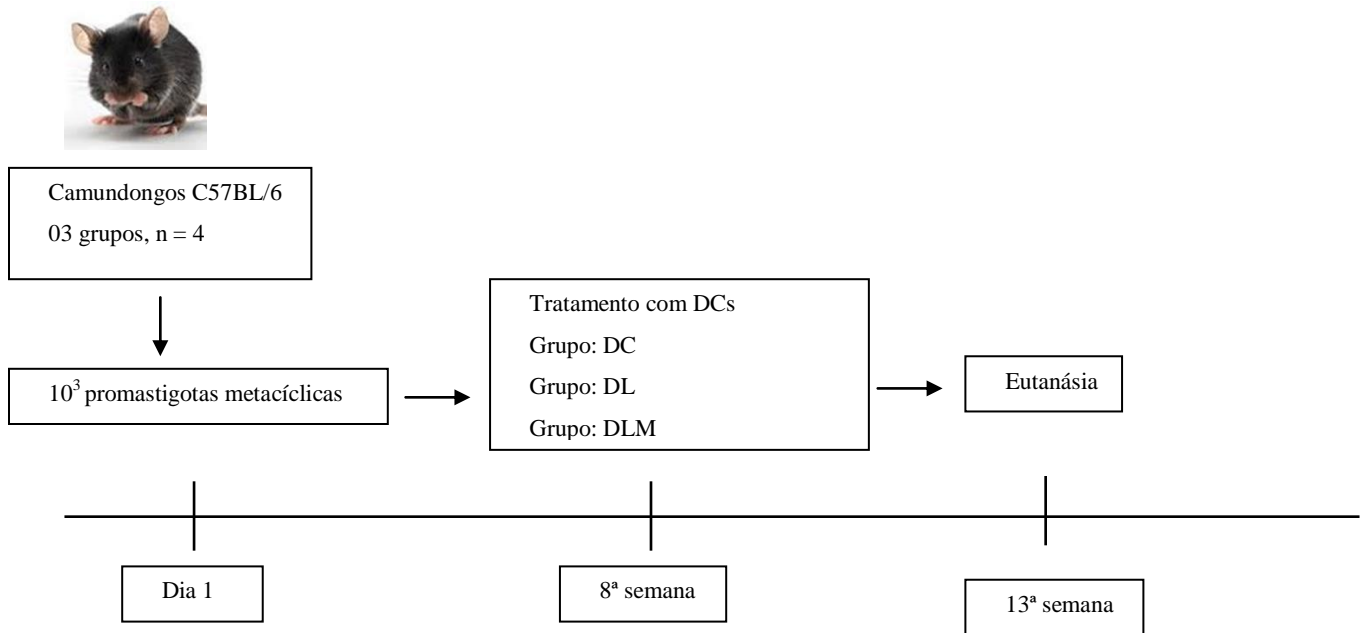 Camundongos C57BL/6
03 grupos, n = 4
10³ promastigotas metacíclicas
Tratamento com DCs
Grupo: DC
Grupo: DL
Grupo: DLM
Eutanásia
Dia 1
8ª semana
13ª semana